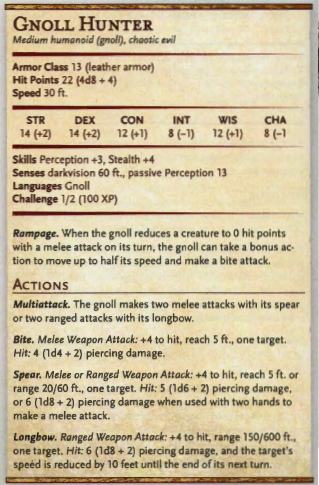 GNOLL HUNTER
Medium humanoid (gnoll), chaotic evil
Armor Class 13 (leather armor)
Hit Points 22 (4d8 + 4)
Speed 30 ft.
STR DEX CON INT WIS CHA
14 (+2) 14 (+2) 12 (+1) 8 (−1) 12 (+1) 8 (−1
Skills Perception +3, Stealth +4
Senses darkvision 60 ft., passive Perception 13
Languages Gnoll
Challenge 1/2 (100 XP)
Rampage. When the gnoll reduces a creature to 0 hit points
with a melee attack on its turn, the gnoll can take a bonus ac-
tion to move up to half its speed and make a bite attack.
ACTIONS
Multiattack. The gnoll makes two melee attacks with its spear
or two ranged attacks with its longbow.
Bite. Melee Weapon Attack: +4 to hit, reach 5 ft., one target.
Hit: 4 (1d4 + 2) piercing damage.
Spear. Melee or Ranged Weapon Attack: +4 to hit, reach 5 ft. or
range 20/60 ft., one target. Hit: 5 (1d6 + 2) piercing damage,
or 6 (1d8 + 2) piercing damage when used with two hands to
make a melee attack.
Longbow. Ranged Weapon Attack: +4 to hit, range 150/600 ft.,
one target. Hit: 6 (1d8 + 2) piercing damage, and the target's
speed is reduced by 10 feet until the end of its next turn.